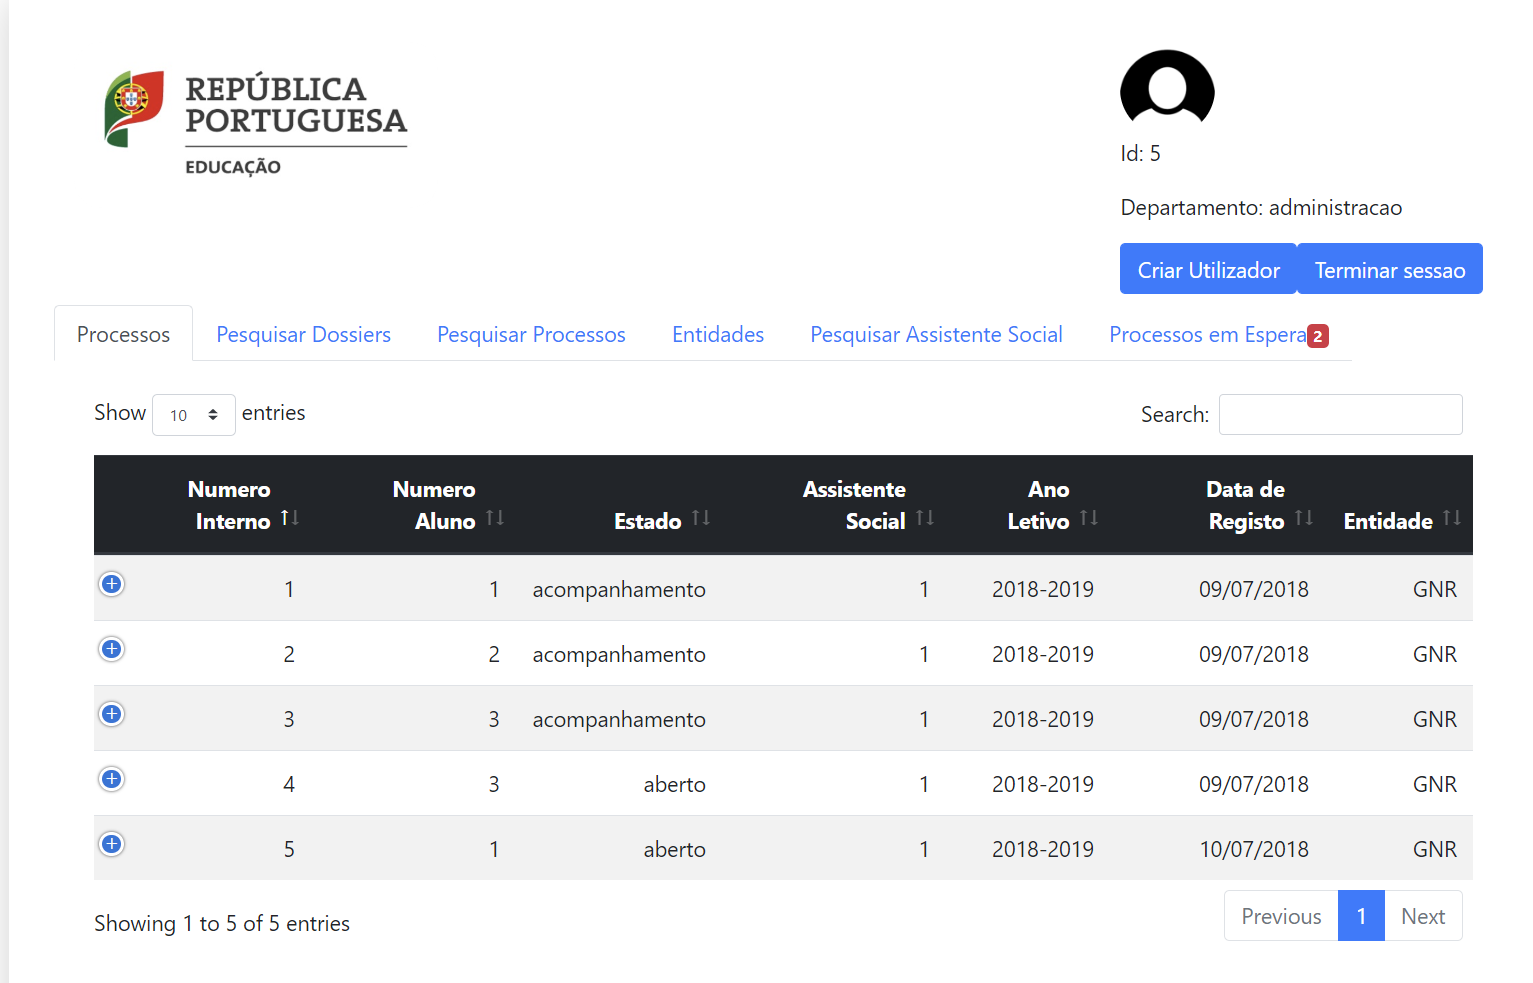 REPÚBLICA
PORTUGUESA
EDUCAÇÃO
Id: 5
Departamento: administracao
Criar Utilizador Terminar sessao
Processos Pesquisar Dossiers Pesquisar Processos Entidades Pesquisar Assistente Social Processos em Espera 2
Show 10 entries Search:
Numero Interno Numero Aluno Estado Assistente Social Ano Letivo Data de Registo Entidade
1 1 acompanhamento 1 2018-2019 09/07/2018 GNR
2 2 acompanhamento 1 2018-2019 09/07/2018 GNR
3 3 acompanhamento 1 2018-2019 09/07/2018 GNR
4 3 aberto 1 2018-2019 09/07/2018 GNR
5 1 aberto 1 2018-2019 10/07/2018 GNR
Showing 1 to 5 of 5 entries Previous 1 Next